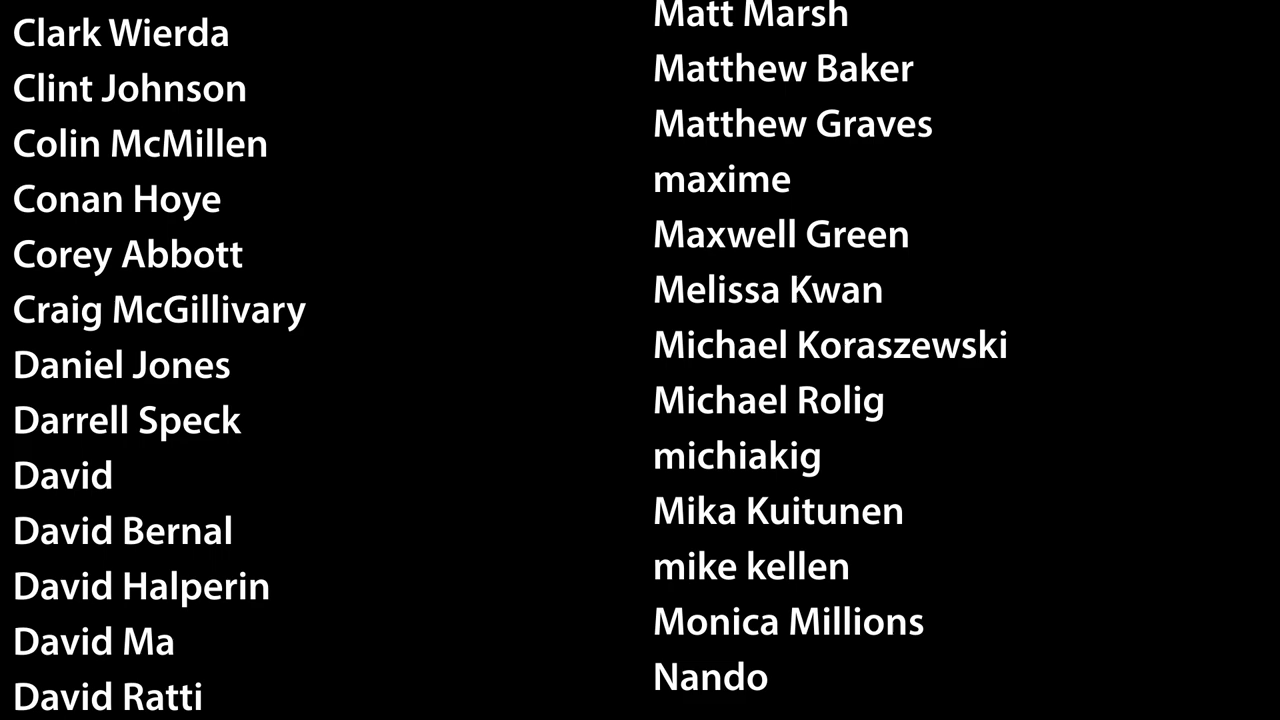 Clark Wierda
Clint Johnson
Colin McMillen
Conan Hoye
Corey Abbott
Craig McGillivary
Daniel Jones
Darrell Speck
David
David Bernal
David Halperin
David Ma
David Ratti
Matt Marsh
Matthew Baker
Matthew Graves
maxime
Maxwell Green
Melissa Kwan
Michael Koraszewski
Michael Rolig
michiakig
Mika Kuitunen
mike kellen
Monica Millions
Nando